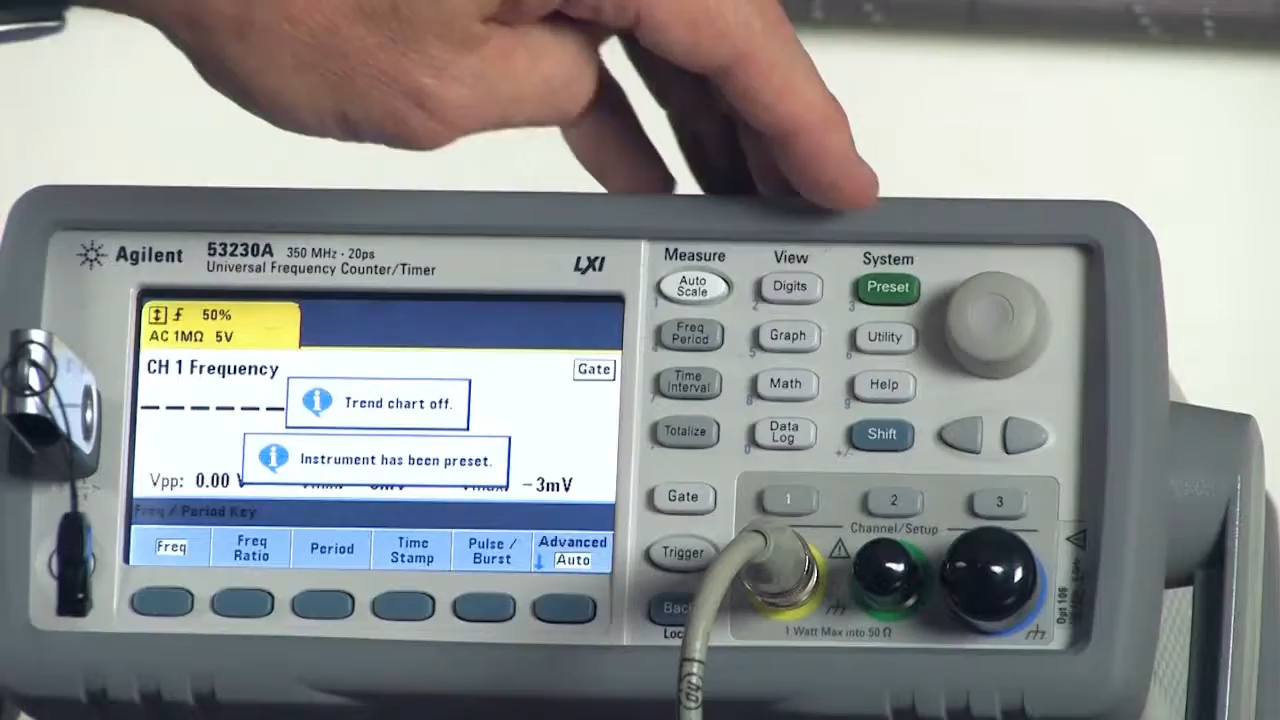 Agilent
53230A 350 MHz · 20ps
Universal Frequency Counter/Timer
LXI
50%
AC 1MΩ 5V
CH 1 Frequency
Gate
Trend chart off.
Instrument has been preset.
Vpp: 0.00
-3mV
Freq / Period Key
Freq
Freq Ratio
Period
Time Stamp
Pulse / Burst
Advanced
Auto
Measure View System
Auto Scale
Digits
Preset
Freq Period
Graph
Utility
Time Interval
Math
Help
Totalize
Data Log
Shift
Gate
1
2
3
Channel/Setup
Trigger
1 Watt Max into 50 Ω
Opt 106